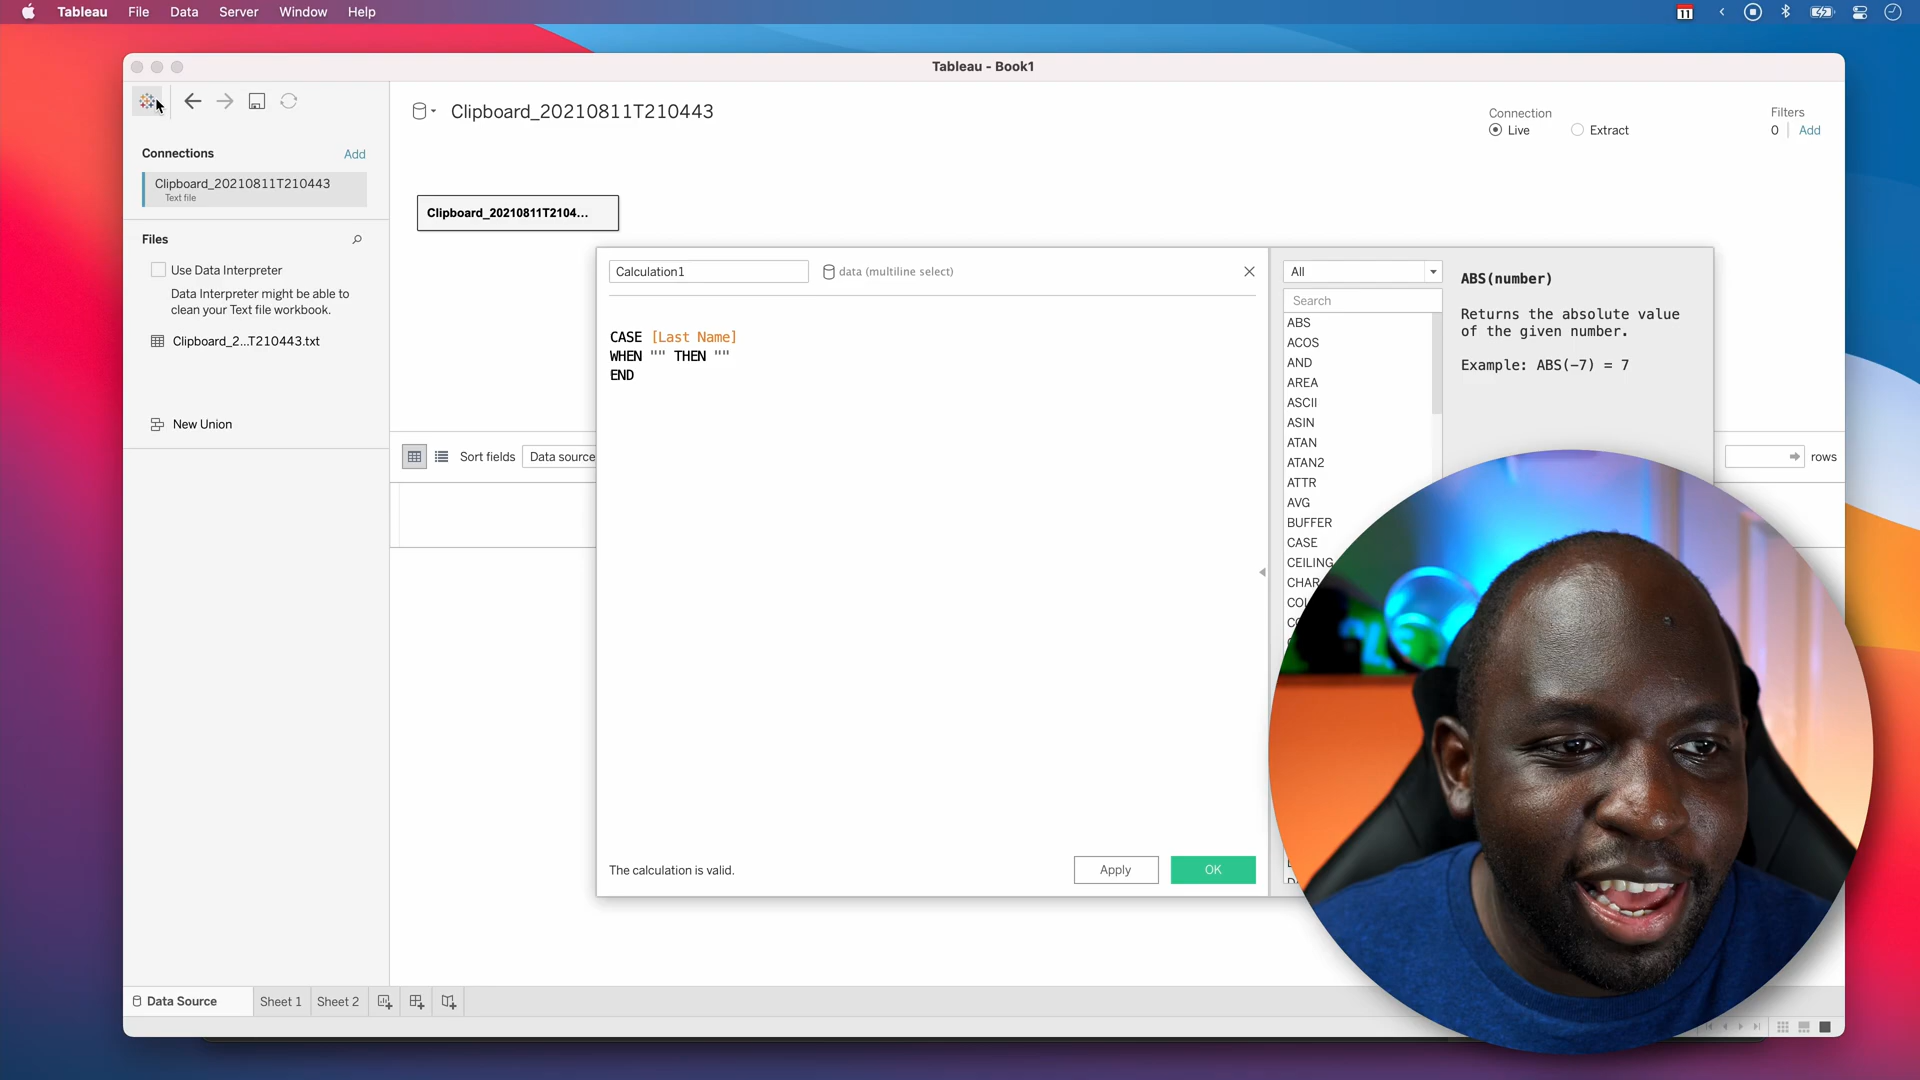 Tableau File Data Server Window Help
11
Tableau - Book1
Clipboard_20210811T210443
Connection
Live
Extract
Filters
0
Add
Connections
Add
Clipboard_20210811T210443
Text file
Files
Use Data Interpreter
Data Interpreter might be able to
clean your Text file workbook.
Clipboard_2...T210443.txt
New Union
Clipboard_20210811T2104...
Sort fields
Data source
rows
Calculation1
data (multiline select)
CASE [Last Name]
WHEN "" THEN ""
END
The calculation is valid.
Apply
OK
All
Search
ABS
ACOS
AND
AREA
ASCII
ASIN
ATAN
ATAN2
ATTR
AVG
BUFFER
CASE
CEILING
CHAR
ABS(number)
Returns the absolute value
of the given number.
Example: ABS(-7) = 7
Data Source
Sheet 1
Sheet 2